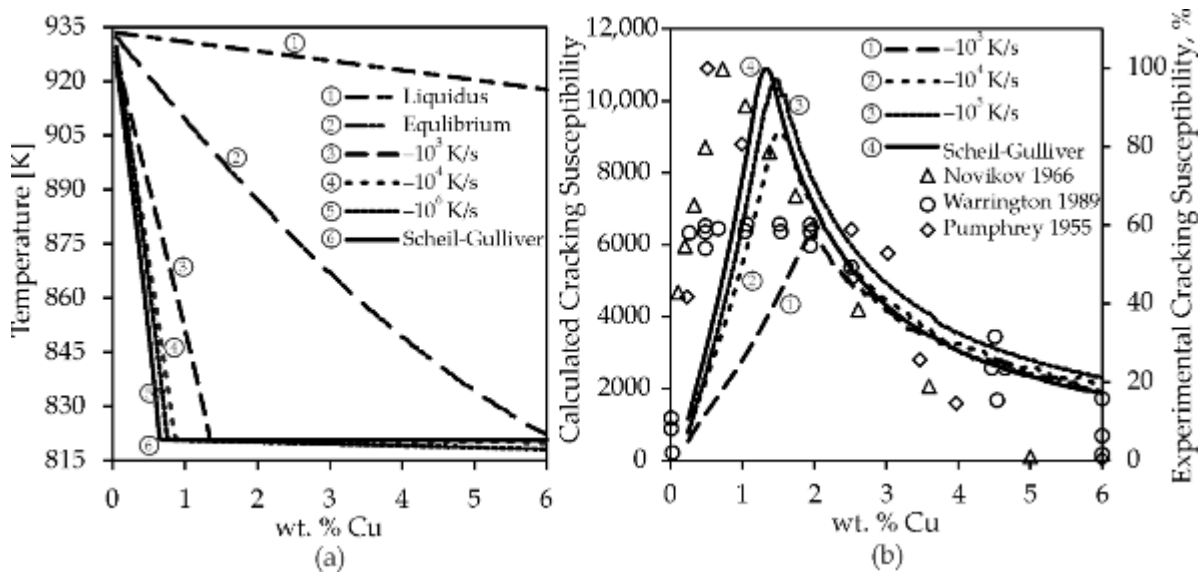 Temperature [K]
935
920
905
890
875
860
845
830
815
0 1 2 3 4 5 6
wt. % Cu
(a)
① Liquidus
② Equlibrium
③ –10³ K/s
④ –10⁴ K/s
⑤ –10⁶ K/s
⑥ Scheil-Gulliver
①
②
③
④
⑤
⑥
Calculated Cracking Susceptibility
12,000
10,000
8000
6000
4000
2000
0
0 1 2 3 4 5 6
wt. % Cu
(b)
① –10³ K/s
② –10⁴ K/s
③ –10⁵ K/s
④ Scheil-Gulliver
Novikov 1966
Warrington 1989
Pumphrey 1955
④
③
②
①
100
80
60
40
20
0
Experimental Cracking Susceptibility, %